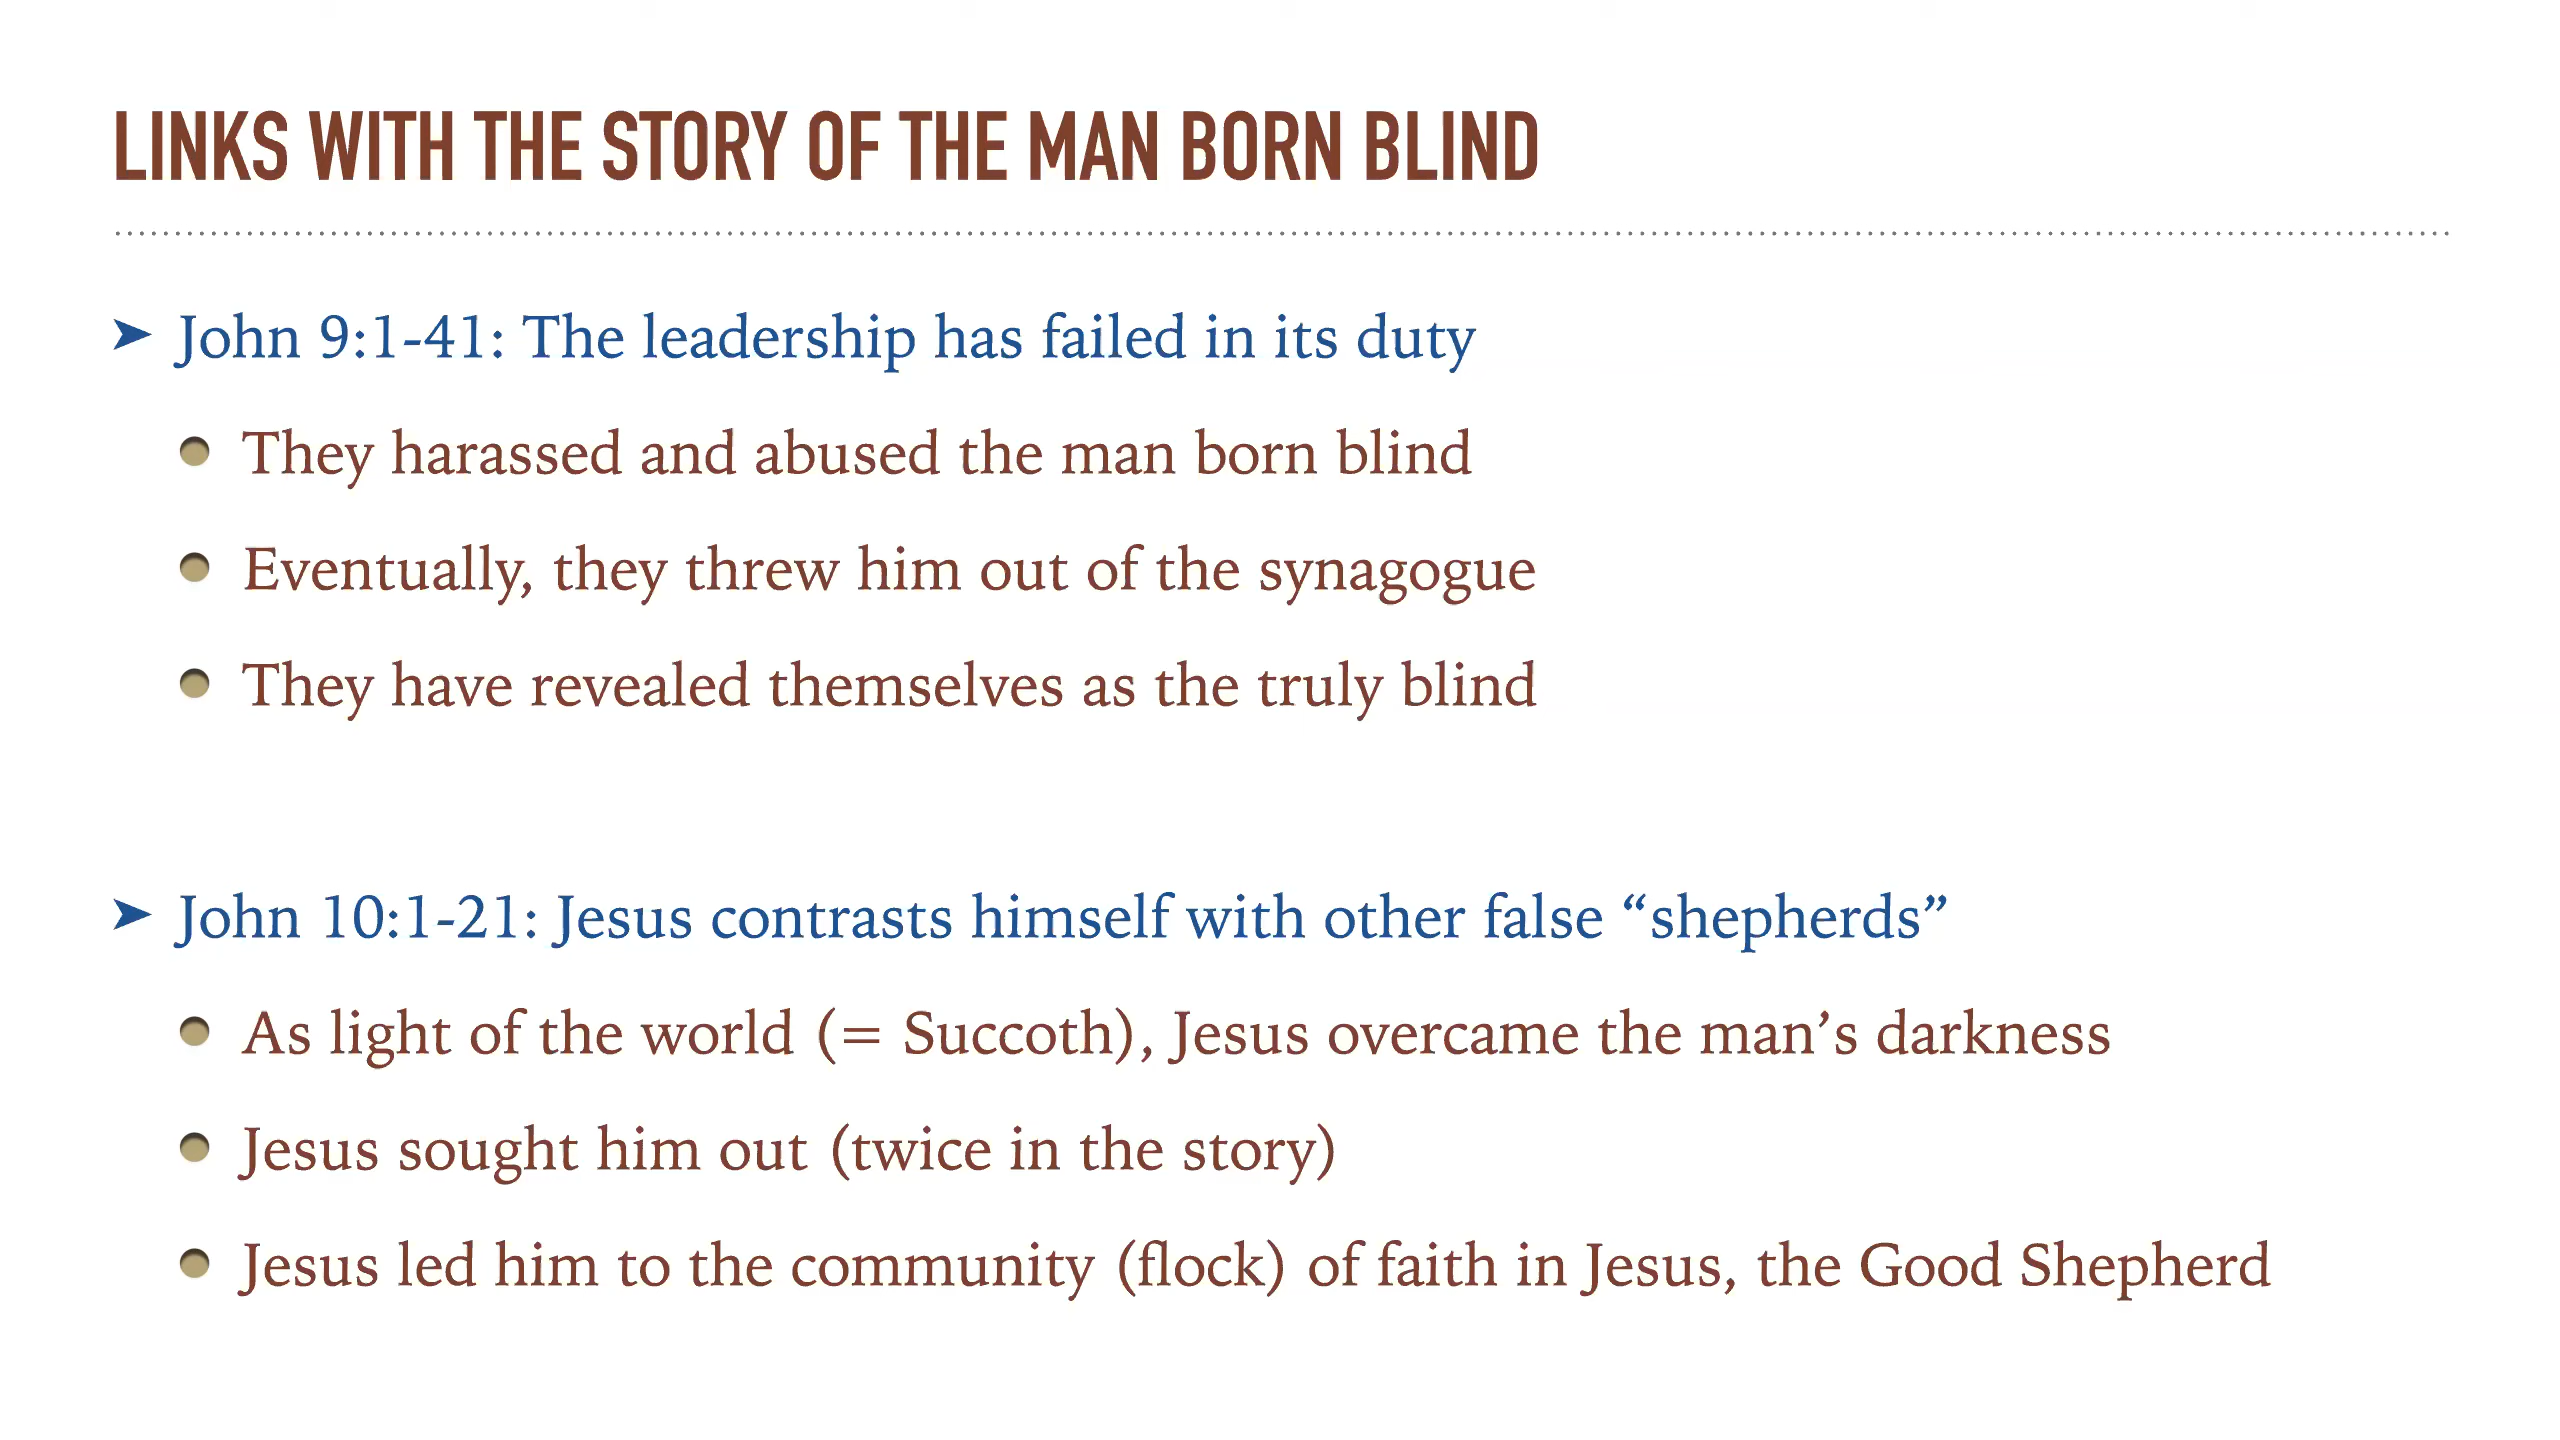 LINKS WITH THE STORY OF THE MAN BORN BLIND
➤ John 9:1-41: The leadership has failed in its duty
• They harassed and abused the man born blind
• Eventually, they threw him out of the synagogue
• They have revealed themselves as the truly blind
➤ John 10:1-21: Jesus contrasts himself with other false “shepherds”
• As light of the world (= Succoth), Jesus overcame the man’s darkness
• Jesus sought him out (twice in the story)
• Jesus led him to the community (flock) of faith in Jesus, the Good Shepherd